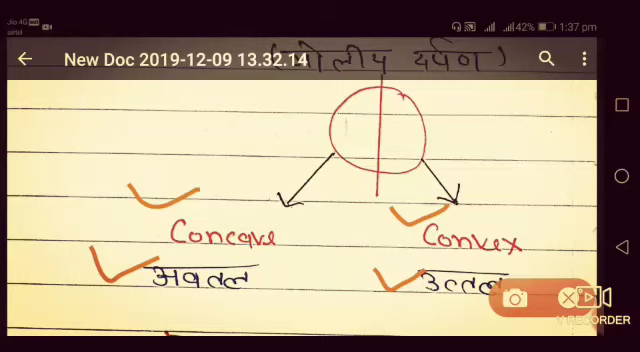 Jio 4G HD
airtel
42% 1:37 pm
New Doc 2019-12-09 13.32.14
(गोलीय दर्पण)
Concave
Convex
अवतल
उत्तल
V RECORDER